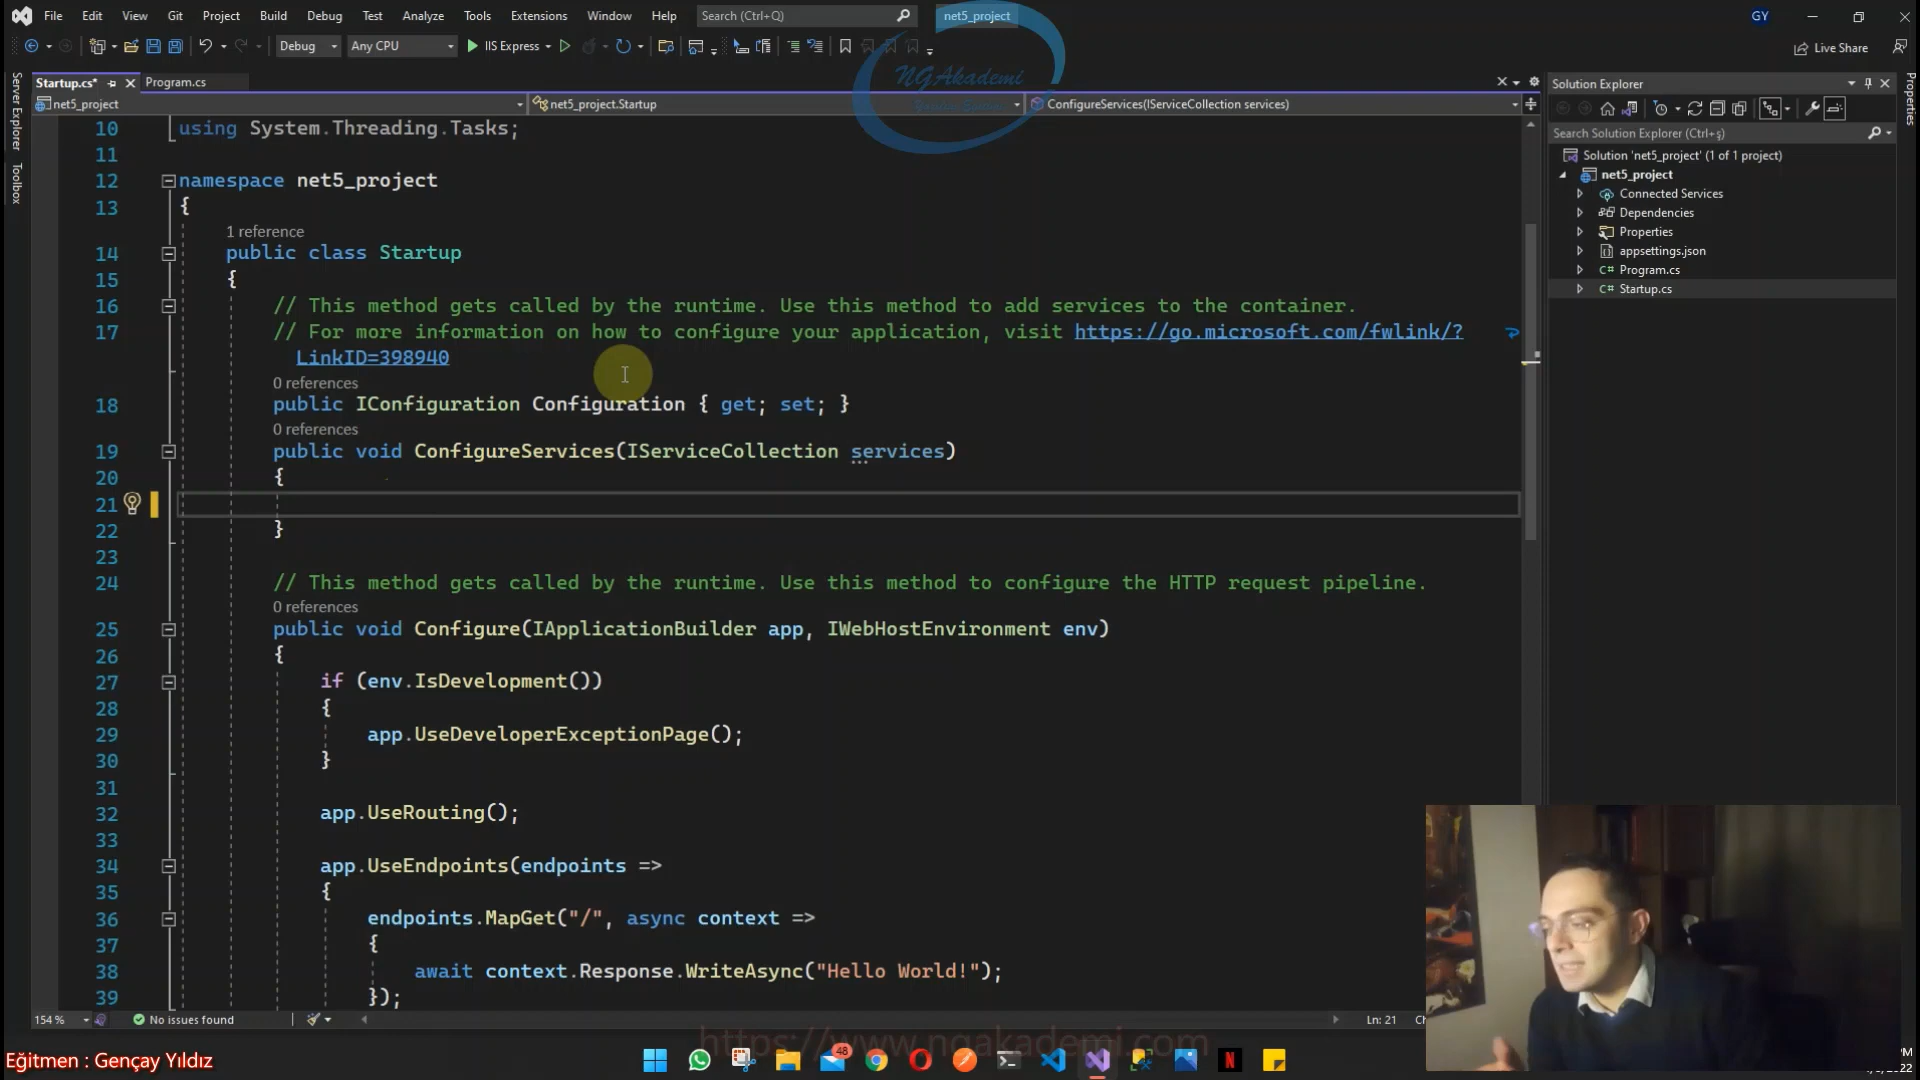 File Edit View Git Project Build Debug Test Analyze Tools Extensions Window Help Search (Ctrl+Q) net5_project GY
Debug Any CPU IIS Express Live Share
NGAkademi
Server Explorer
Toolbox
Properties
Startup.cs* Program.cs
net5_project net5_project.Startup ConfigureServices(IServiceCollection services)
10 using System.Threading.Tasks;
11
12 namespace net5_project
13 {
1 reference
14 public class Startup
15 {
16 // This method gets called by the runtime. Use this method to add services to the container.
17 // For more information on how to configure your application, visit https://go.microsoft.com/fwlink/?
LinkID=398940
0 references
18 public IConfiguration Configuration { get; set; }
0 references
19 public void ConfigureServices(IServiceCollection services)
20 {
21
22 }
23
24 // This method gets called by the runtime. Use this method to configure the HTTP request pipeline.
0 references
25 public void Configure(IApplicationBuilder app, IWebHostEnvironment env)
26 {
27 if (env.IsDevelopment())
28 {
29 app.UseDeveloperExceptionPage();
30 }
31
32 app.UseRouting();
33
34 app.UseEndpoints(endpoints =>
35 {
36 endpoints.MapGet("/", async context =>
37 {
38 await context.Response.WriteAsync("Hello World!");
39 });
Solution Explorer
Search Solution Explorer (Ctrl+ş)
Solution 'net5_project' (1 of 1 project)
net5_project
Connected Services
Dependencies
Properties
appsettings.json
C# Program.cs
C# Startup.cs
154 % No issues found Ln: 21
https://www.ngakademi.com
Eğitmen : Gençay Yıldız
48